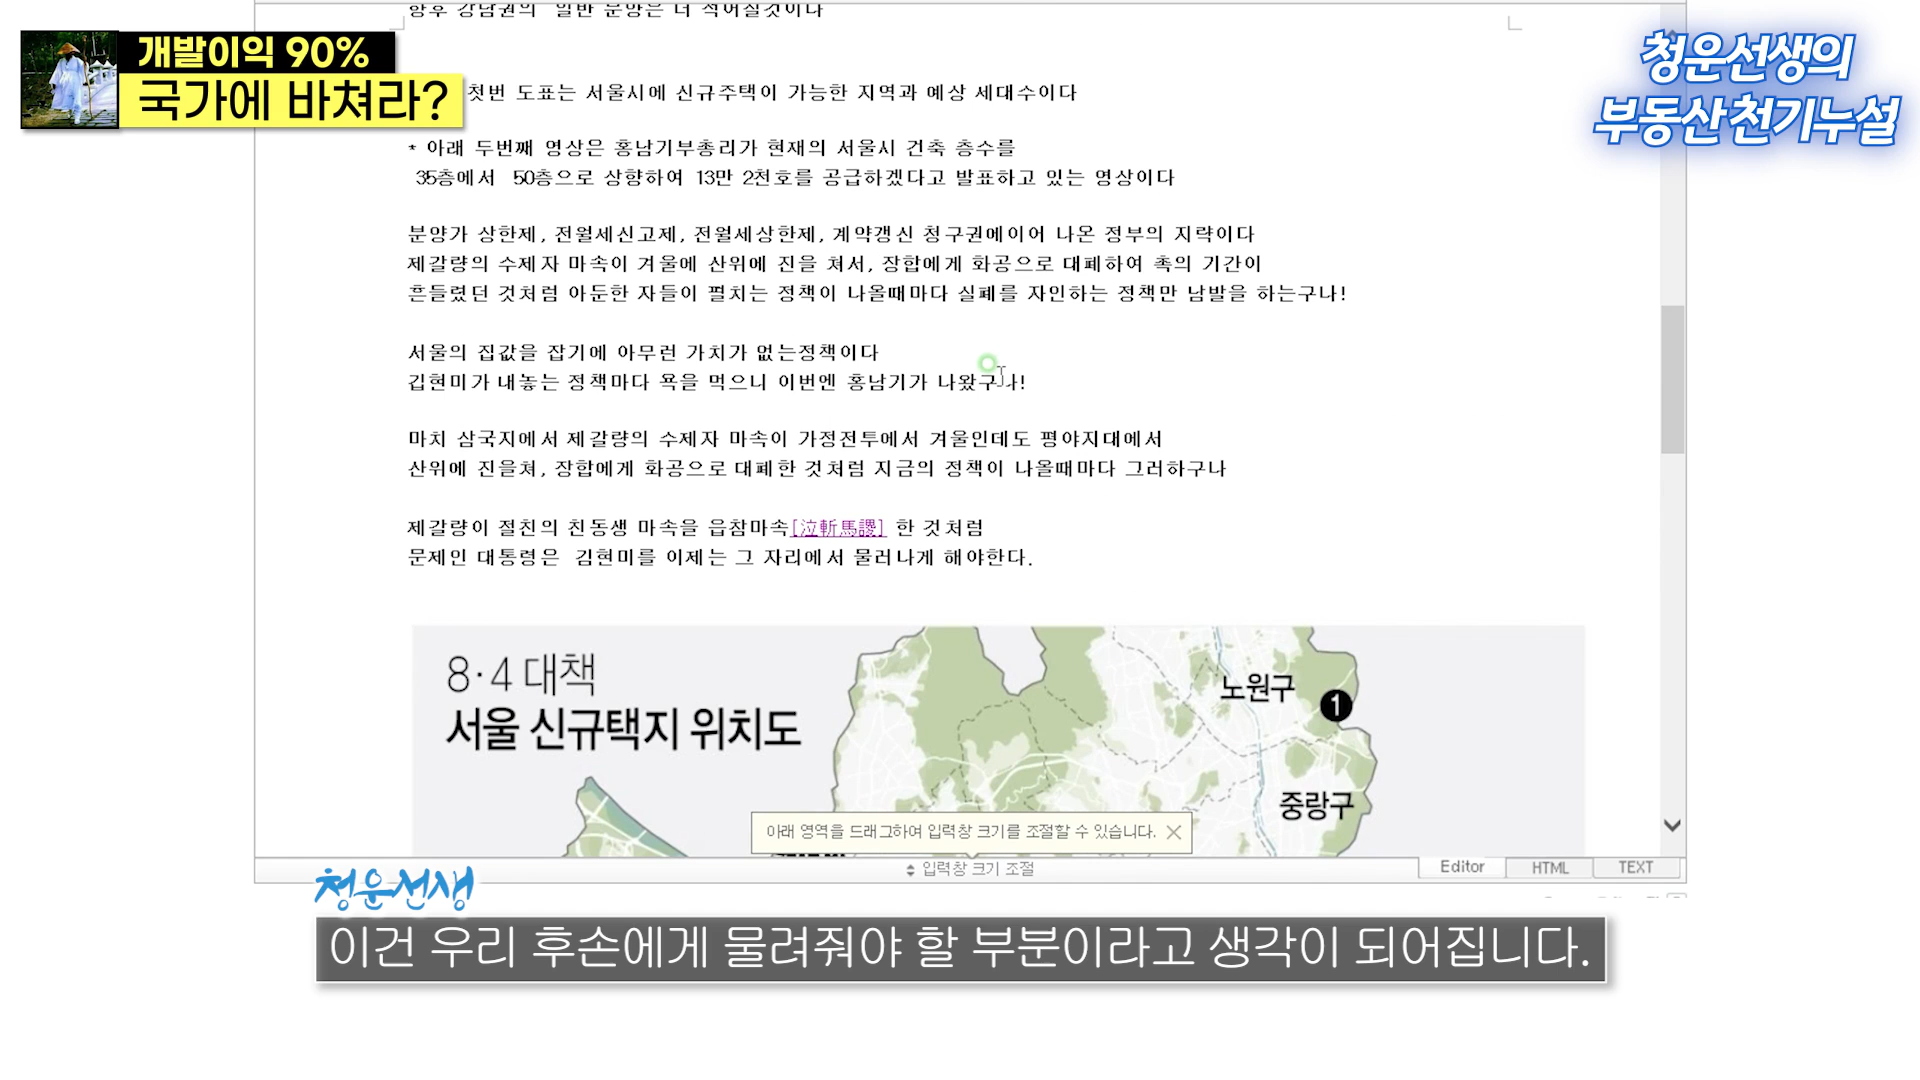 향후 강남권의 일반 분양은 더 적어질것이다
개발이익 90%
국가에 바쳐라?
청운선생의
부동산천기누설
첫번 도표는 서울시에 신규주택이 가능한 지역과 예상 세대수이다
* 아래 두번째 영상은 홍남기부총리가 현재의 서울시 건축 층수를
35층에서 50층으로 상향하여 13만 2천호를 공급하겠다고 발표하고 있는 영상이다
분양가 상한제, 전월세신고제, 전월세상한제, 계약갱신 청구권에이어 나온 정부의 지략이다
제갈량의 수제자 마속이 겨울에 산위에 진을 쳐서, 장합에게 화공으로 대패하여 촉의 기간이
흔들렸던 것처럼 아둔한 자들이 펼치는 정책이 나올때마다 실패를 자인하는 정책만 남발을 하는구나!
서울의 집값을 잡기에 아무런 가치가 없는정책이다
김현미가 내놓는 정책마다 욕을 먹으니 이번엔 홍남기가 나왔구나!
마치 삼국지에서 제갈량의 수제자 마속이 가정전투에서 겨울인데도 평야지대에서
산위에 진을쳐, 장합에게 화공으로 대패한 것처럼 지금의 정책이 나올때마다 그러하구나
제갈량이 절친의 친동생 마속을 읍참마속[泣斬馬謖] 한 것처럼
문제인 대통령은 김현미를 이제는 그 자리에서 물러나게 해야한다.
8·4 대책
서울 신규택지 위치도
노원구
1
중랑구
아래 영역을 드래그하여 입력창 크기를 조절할 수 있습니다.
입력창 크기 조절
Editor
HTML
TEXT
청운선생
이건 우리 후손에게 물려줘야 할 부분이라고 생각이 되어집니다.